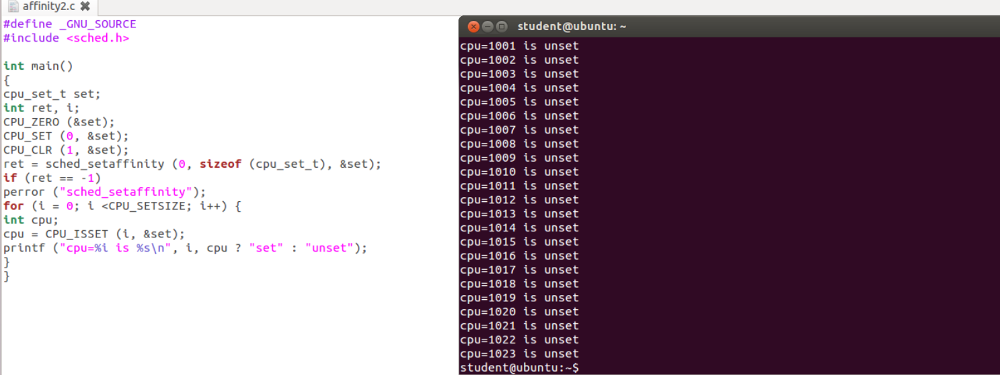 affinity2.c ✖
#define _GNU_SOURCE
#include <sched.h>

int main()
{
cpu_set_t set;
int ret, i;
CPU_ZERO (&set);
CPU_SET (0, &set);
CPU_CLR (1, &set);
ret = sched_setaffinity (0, sizeof (cpu_set_t), &set);
if (ret == -1)
perror ("sched_setaffinity");
for (i = 0; i <CPU_SETSIZE; i++) {
int cpu;
cpu = CPU_ISSET (i, &set);
printf ("cpu=%i is %s\n", i, cpu ? "set" : "unset");
}
}
student@ubuntu: ~
cpu=1001 is unset
cpu=1002 is unset
cpu=1003 is unset
cpu=1004 is unset
cpu=1005 is unset
cpu=1006 is unset
cpu=1007 is unset
cpu=1008 is unset
cpu=1009 is unset
cpu=1010 is unset
cpu=1011 is unset
cpu=1012 is unset
cpu=1013 is unset
cpu=1014 is unset
cpu=1015 is unset
cpu=1016 is unset
cpu=1017 is unset
cpu=1018 is unset
cpu=1019 is unset
cpu=1020 is unset
cpu=1021 is unset
cpu=1022 is unset
cpu=1023 is unset
student@ubuntu:~$